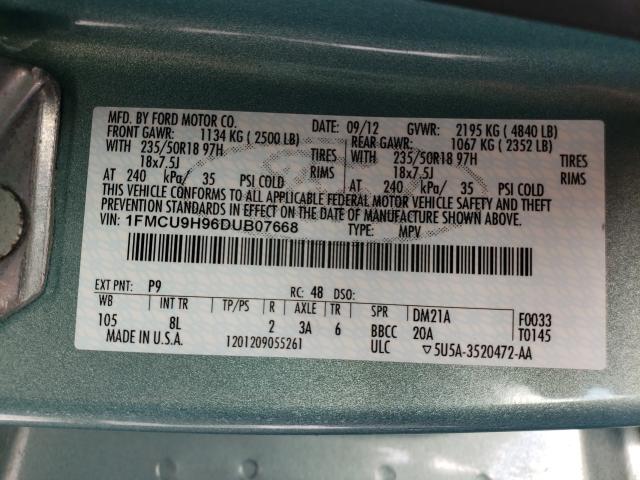 MFD. BY FORD MOTOR CO. DATE: 09/12 GVWR: 2195 KG ( 4840 LB)
FRONT GAWR: 1134 KG ( 2500 LB) REAR GAWR: 1067 KG ( 2352 LB)
WITH 235/50R18 97H TIRES WITH 235/50R18 97H TIRES
18x7.5J RIMS 18x7.5J RIMS
AT 240 kPa/ 35 PSI COLD AT 240 kPa/ 35 PSI COLD
THIS VEHICLE CONFORMS TO ALL APPLICABLE FEDERAL MOTOR VEHICLE SAFETY AND THEFT
PREVENTION STANDARDS IN EFFECT ON THE DATE OF MANUFACTURE SHOWN ABOVE.
VIN: 1FMCU9H96DUB07668 TYPE: MPV
EXT PNT: P9 RC: 48 DSO:
WB INT TR TP/PS R AXLE TR SPR DM21A F0033
105 8L 2 3A 6 BBCC 20A T0145
MADE IN U.S.A. 1201209055261 ULC ▽5U5A-3520472-AA